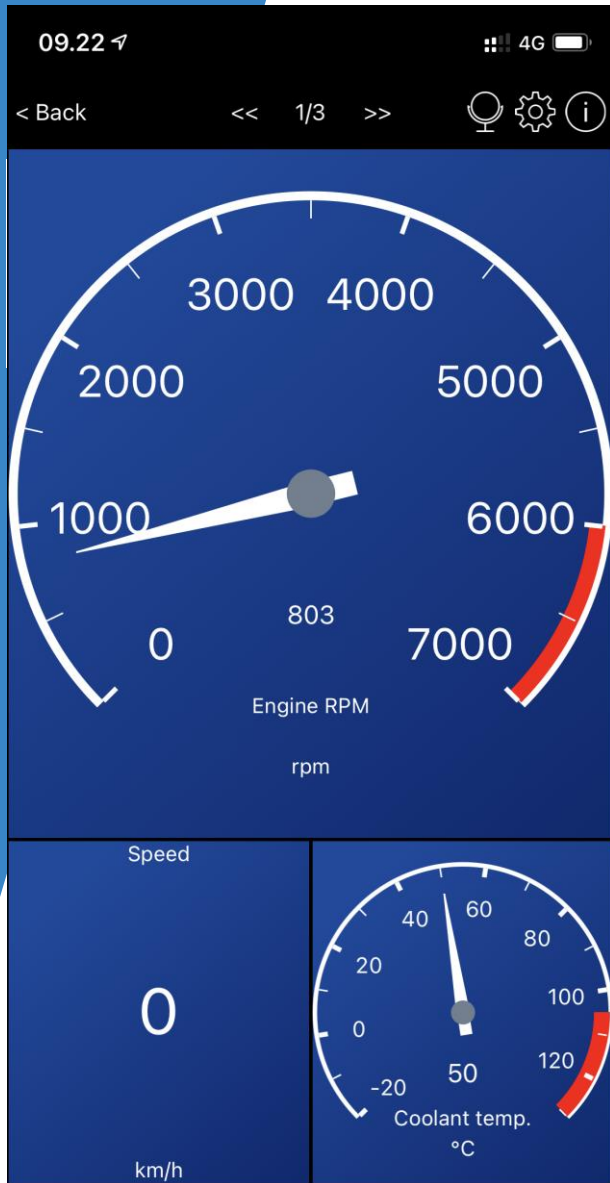 09.22 4G
< Back << 1/3 >> i
3000 4000
2000 5000
1000 6000
803
0 7000
Engine RPM
rpm
Speed
0
km/h
40 60
20 80
0 100
-20 120
50
Coolant temp.
°C